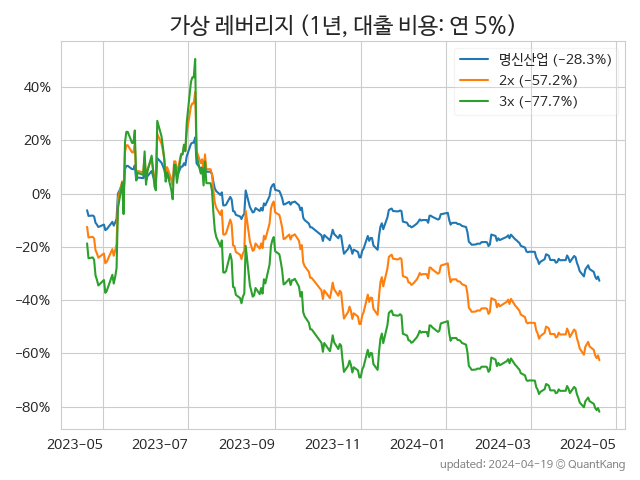 가상 레버리지 (1년, 대출 비용: 연 5%)
명신산업 (-28.3%)
2x (-57.2%)
3x (-77.7%)
40%
20%
0%
-20%
-40%
-60%
-80%
2023-05 2023-07 2023-09 2023-11 2024-01 2024-03 2024-05
updated: 2024-04-19 © QuantKang